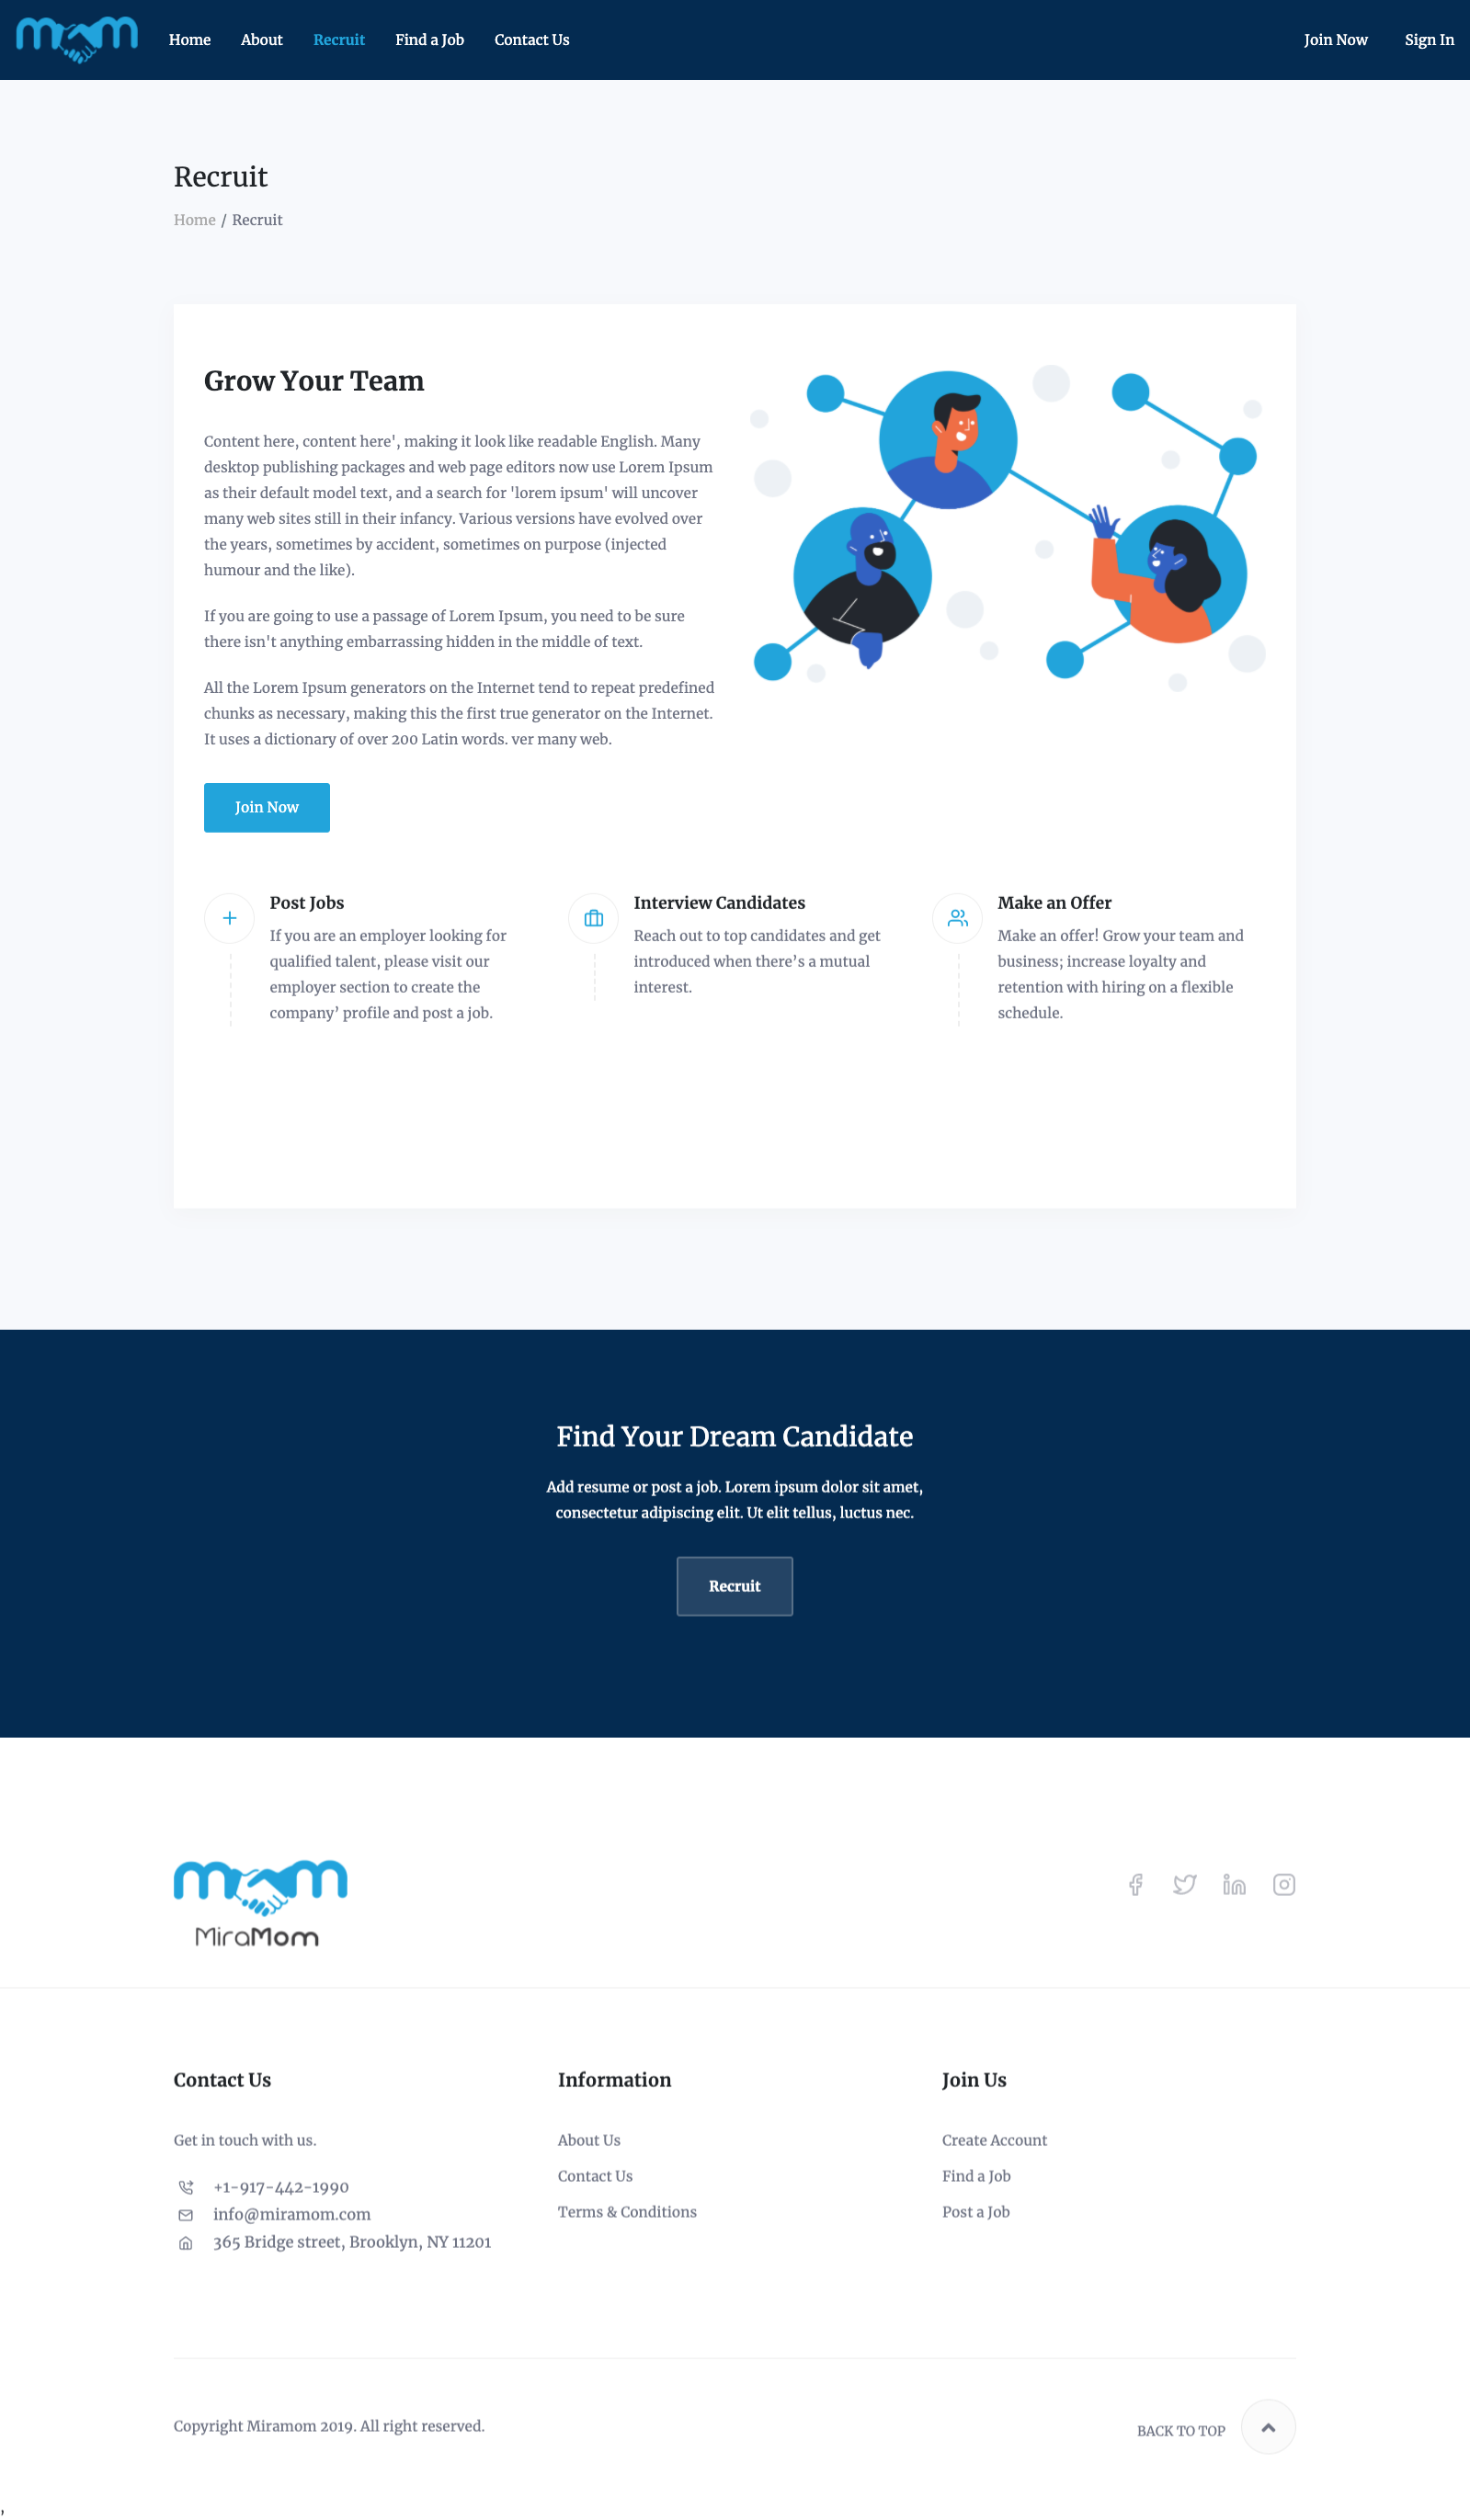 mom Home About Recruit Find a Job Contact Us Join Now Sign In
Recruit
Home / Recruit
Grow Your Team
Content here, content here', making it look like readable English. Many
desktop publishing packages and web page editors now use Lorem Ipsum
as their default model text, and a search for 'lorem ipsum' will uncover
many web sites still in their infancy. Various versions have evolved over
the years, sometimes by accident, sometimes on purpose (injected
humour and the like).
If you are going to use a passage of Lorem Ipsum, you need to be sure
there isn't anything embarrassing hidden in the middle of text.
All the Lorem Ipsum generators on the Internet tend to repeat predefined
chunks as necessary, making this the first true generator on the Internet.
It uses a dictionary of over 200 Latin words. ver many web.
Join Now
Post Jobs
If you are an employer looking for
qualified talent, please visit our
employer section to create the
company’ profile and post a job.
Interview Candidates
Reach out to top candidates and get
introduced when there’s a mutual
interest.
Make an Offer
Make an offer! Grow your team and
business; increase loyalty and
retention with hiring on a flexible
schedule.
Find Your Dream Candidate
Add resume or post a job. Lorem ipsum dolor sit amet,
consectetur adipiscing elit. Ut elit tellus, luctus nec.
Recruit
mom
MiraMom
Contact Us
Get in touch with us.
+1-917-442-1990
info@miramom.com
365 Bridge street, Brooklyn, NY 11201
Information
About Us
Contact Us
Terms & Conditions
Join Us
Create Account
Find a Job
Post a Job
Copyright Miramom 2019. All right reserved.
BACK TO TOP
,